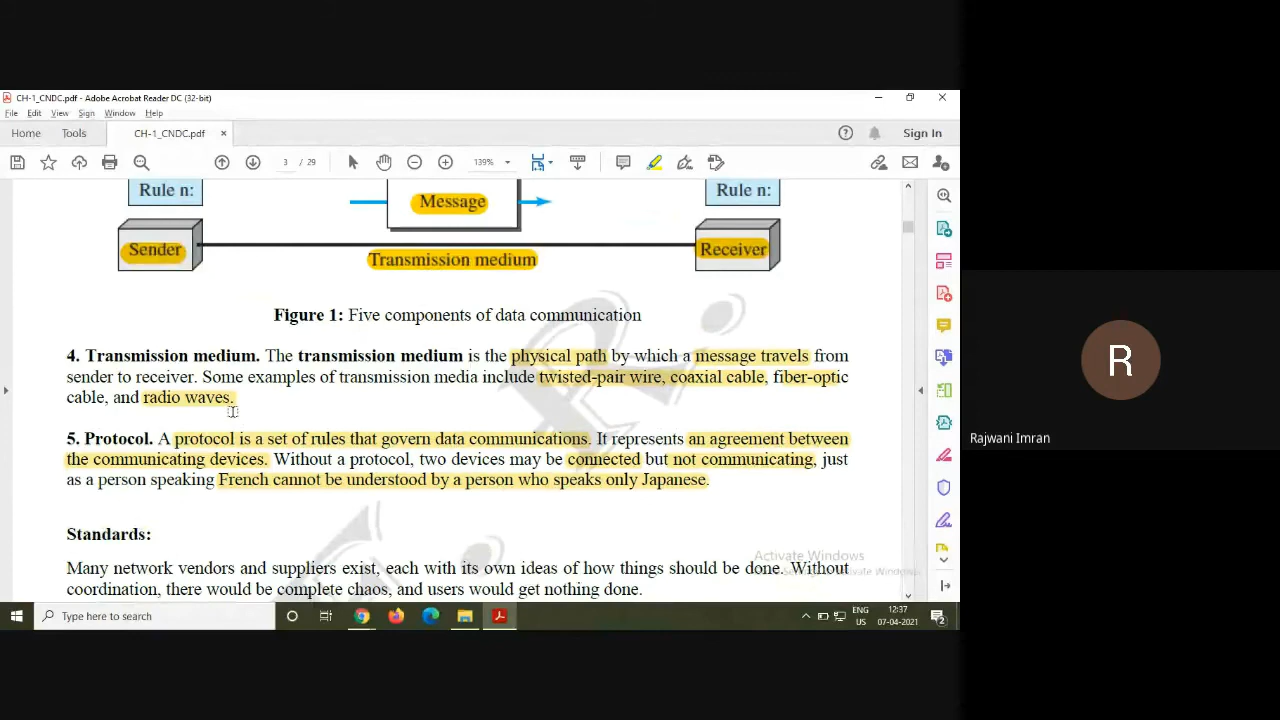 CH-1_CNDC.pdf - Adobe Acrobat Reader DC (32-bit)
File Edit View Sign Window Help
Home Tools CH-1_CNDC.pdf × Sign In
3 / 29 139%
Rule n: Message Rule n:
Sender Transmission medium Receiver
Figure 1: Five components of data communication
4. Transmission medium. The transmission medium is the physical path by which a message travels from
sender to receiver. Some examples of transmission media include twisted-pair wire, coaxial cable, fiber-optic
cable, and radio waves.
5. Protocol. A protocol is a set of rules that govern data communications. It represents an agreement between
the communicating devices. Without a protocol, two devices may be connected but not communicating, just
as a person speaking French cannot be understood by a person who speaks only Japanese.
Standards:
Many network vendors and suppliers exist, each with its own ideas of how things should be done. Without
coordination, there would be complete chaos, and users would get nothing done.
Activate Windows
R
Rajwani Imran
Type here to search
ENG
US
12:37
07-04-2021
2